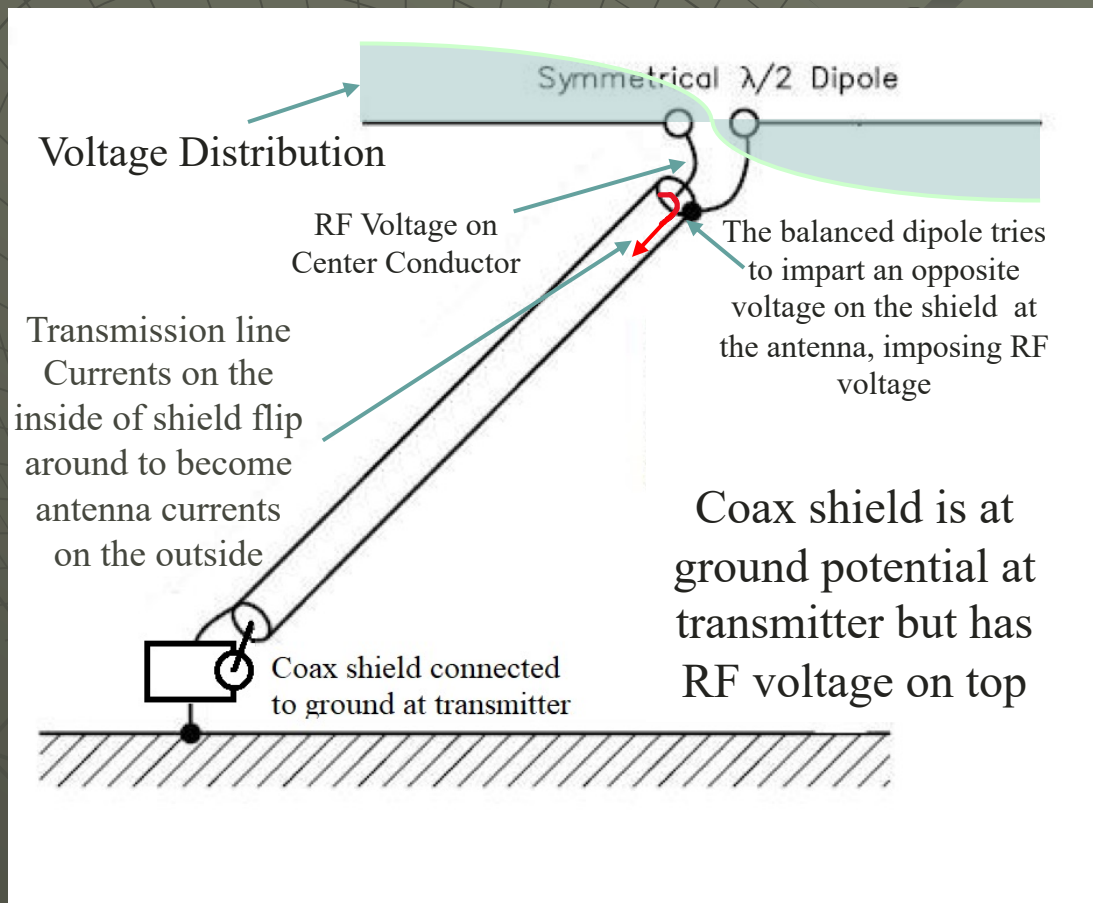 Symmetrical λ/2 Dipole
Voltage Distribution
RF Voltage on
Center Conductor
The balanced dipole tries
to impart an opposite
voltage on the shield at
the antenna, imposing RF
voltage
Transmission line
Currents on the
inside of shield flip
around to become
antenna currents
on the outside
Coax shield is at
ground potential at
transmitter but has
RF voltage on top
Coax shield connected
to ground at transmitter